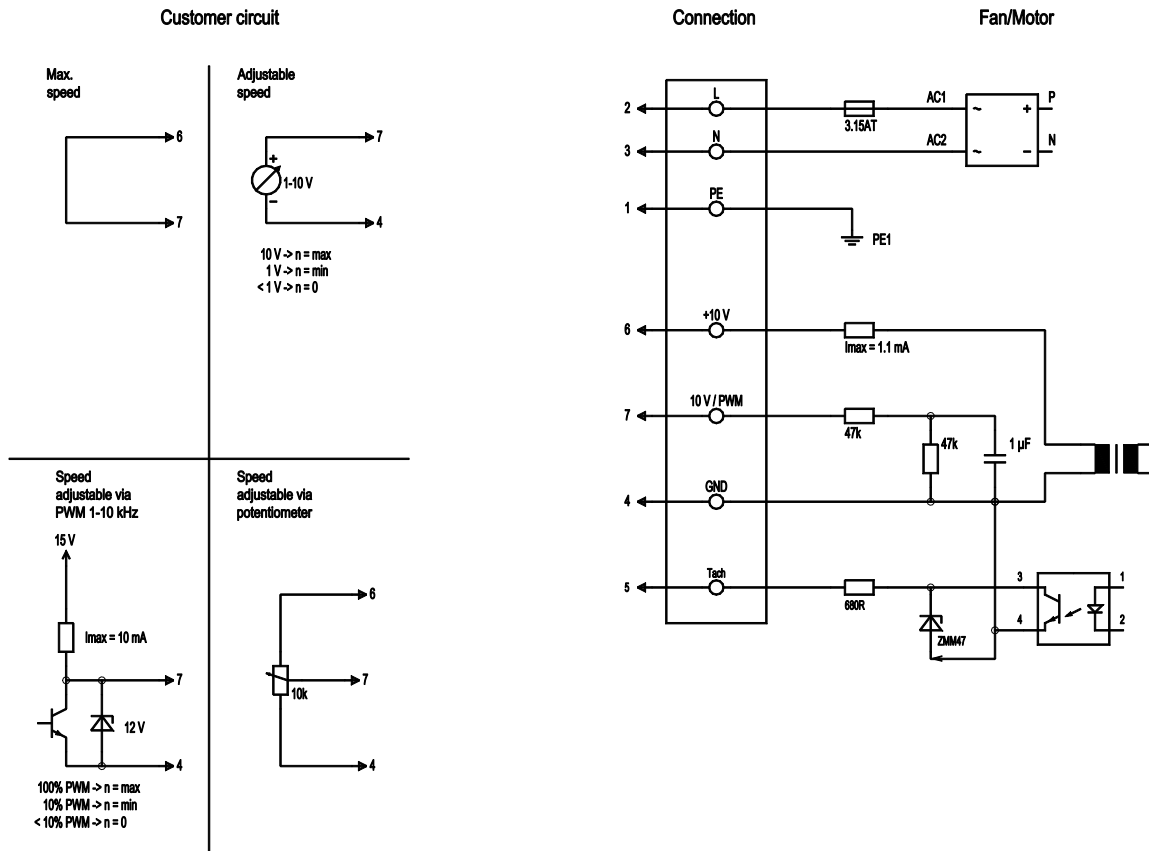 Customer circuit
Connection
Fan/Motor
Max.
speed
6
7
Adjustable
speed
7
+
1-10 V
−
4
10 V -> n = max
1 V -> n = min
< 1 V -> n = 0
Speed
adjustable via
PWM 1-10 kHz
15 V
Imax = 10 mA
7
12 V
4
100% PWM -> n = max
10% PWM -> n = min
< 10% PWM -> n = 0
Speed
adjustable via
potentiometer
6
7
10k
4
2
L
3.15AT
AC1
~
+
P
3
N
AC2
~
−
N
1
PE
PE1
6
+10 V
Imax = 1.1 mA
7
10 V / PWM
47k
47k
1 µF
4
GND
5
Tach
680R
ZMM47
3
4
1
2